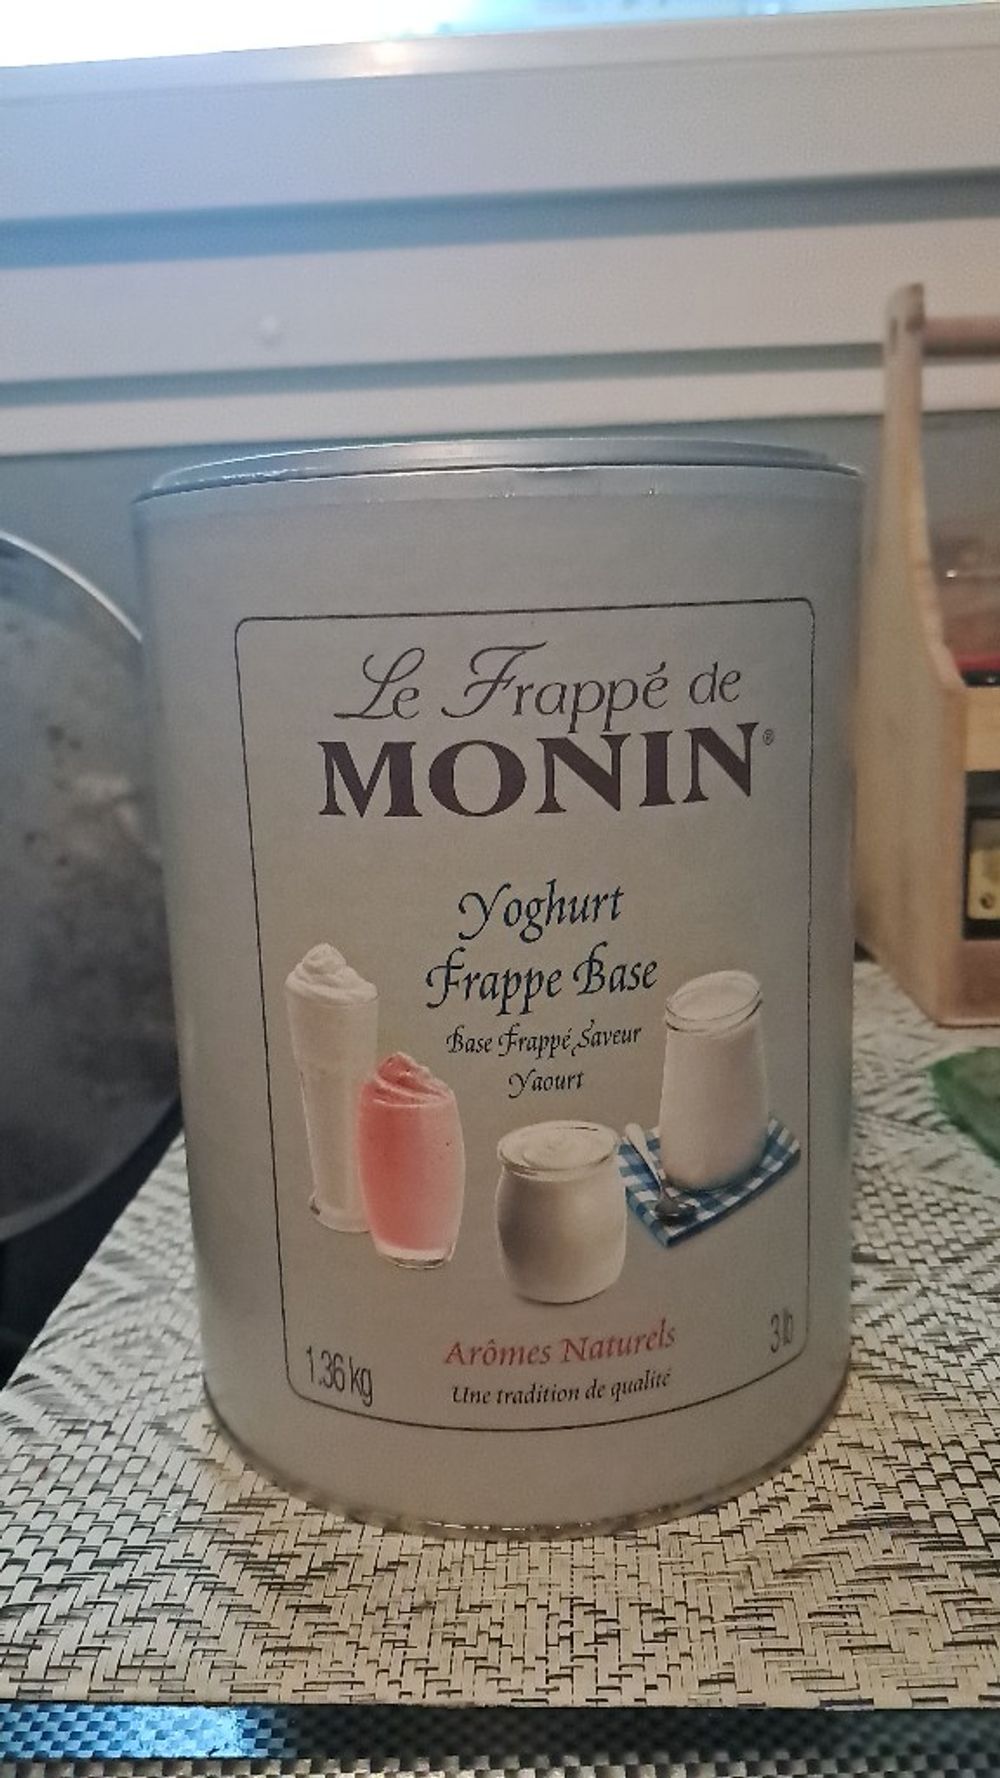 Le Frappé de
MONIN®
Yoghurt
Frappe Base
Base Frappé Saveur
Yaourt
Arômes Naturels
Une tradition de qualité
1.36 kg
3 lb